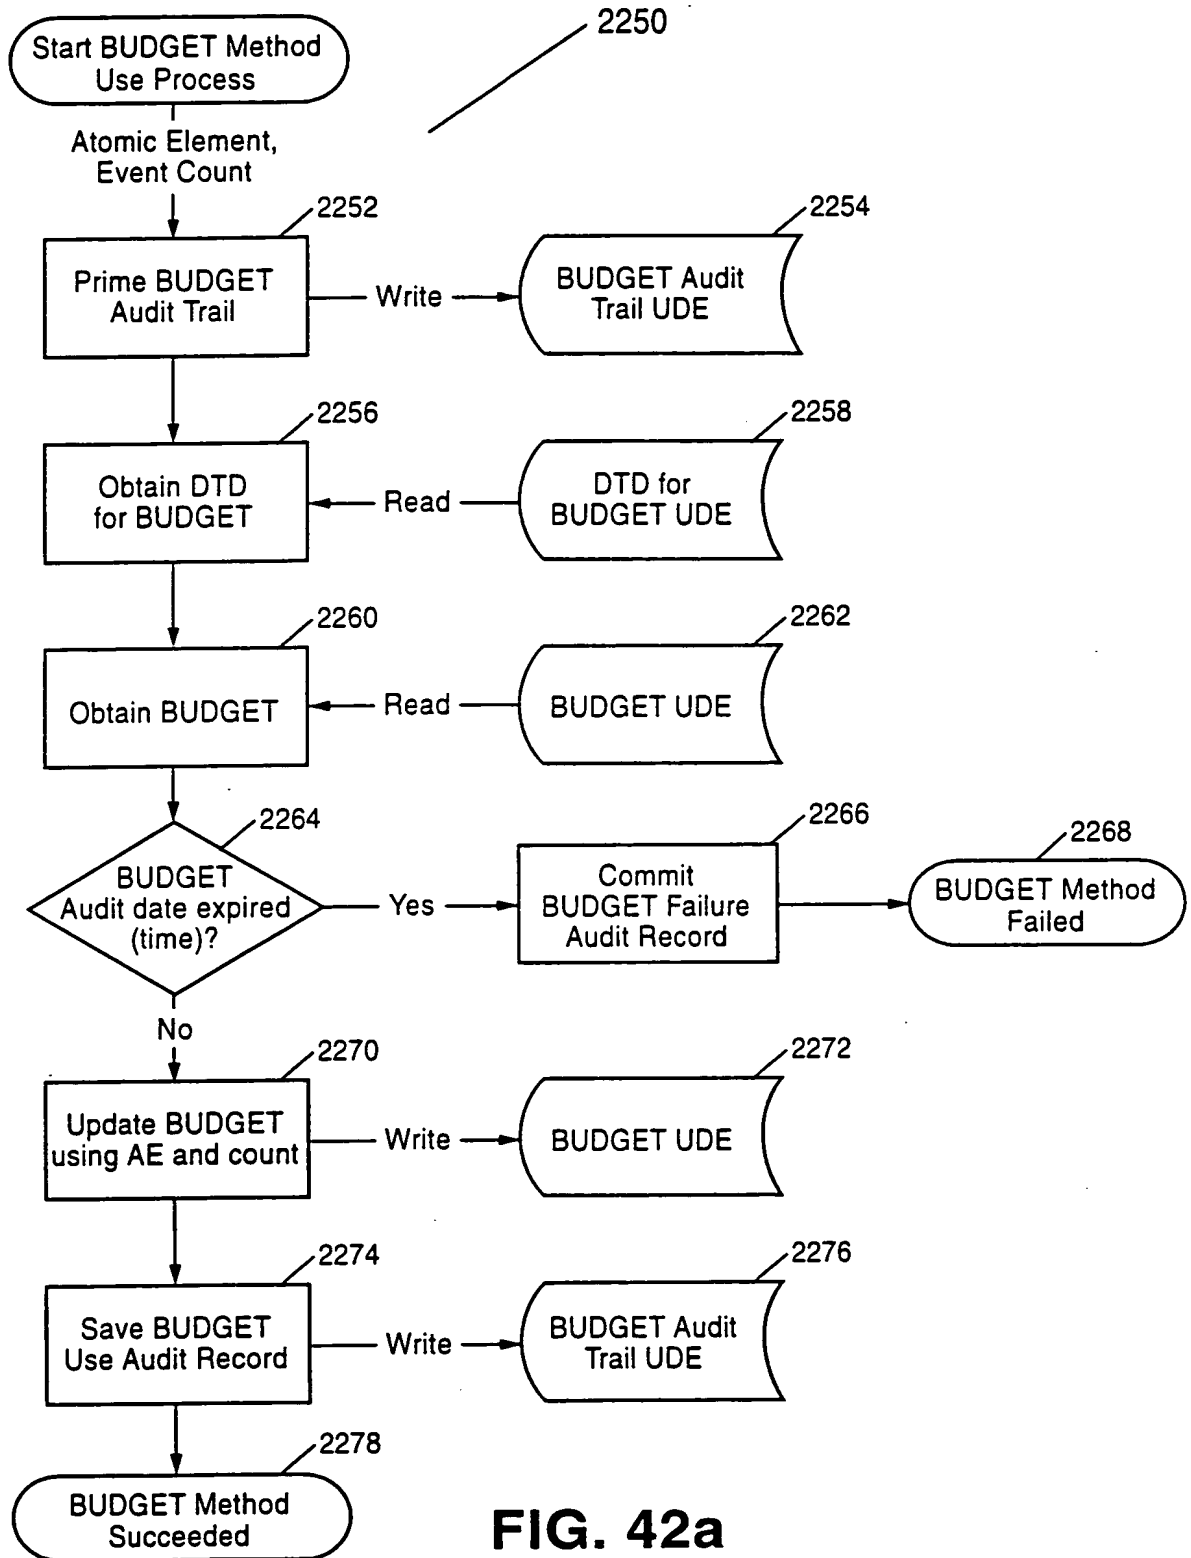 2250
Start BUDGET Method
Use Process
Atomic Element,
Event Count
2252
2254
Prime BUDGET
Audit Trail
Write
BUDGET Audit
Trail UDE
2256
2258
Obtain DTD
for BUDGET
Read
DTD for
BUDGET UDE
2260
2262
Obtain BUDGET
Read
BUDGET UDE
2264
2266
2268
BUDGET
Audit date expired
(time)?
Yes
Commit
BUDGET Failure
Audit Record
BUDGET Method
Failed
No
2270
2272
Update BUDGET
using AE and count
Write
BUDGET UDE
2274
2276
Save BUDGET
Use Audit Record
Write
BUDGET Audit
Trail UDE
2278
BUDGET Method
Succeeded
FIG. 42a